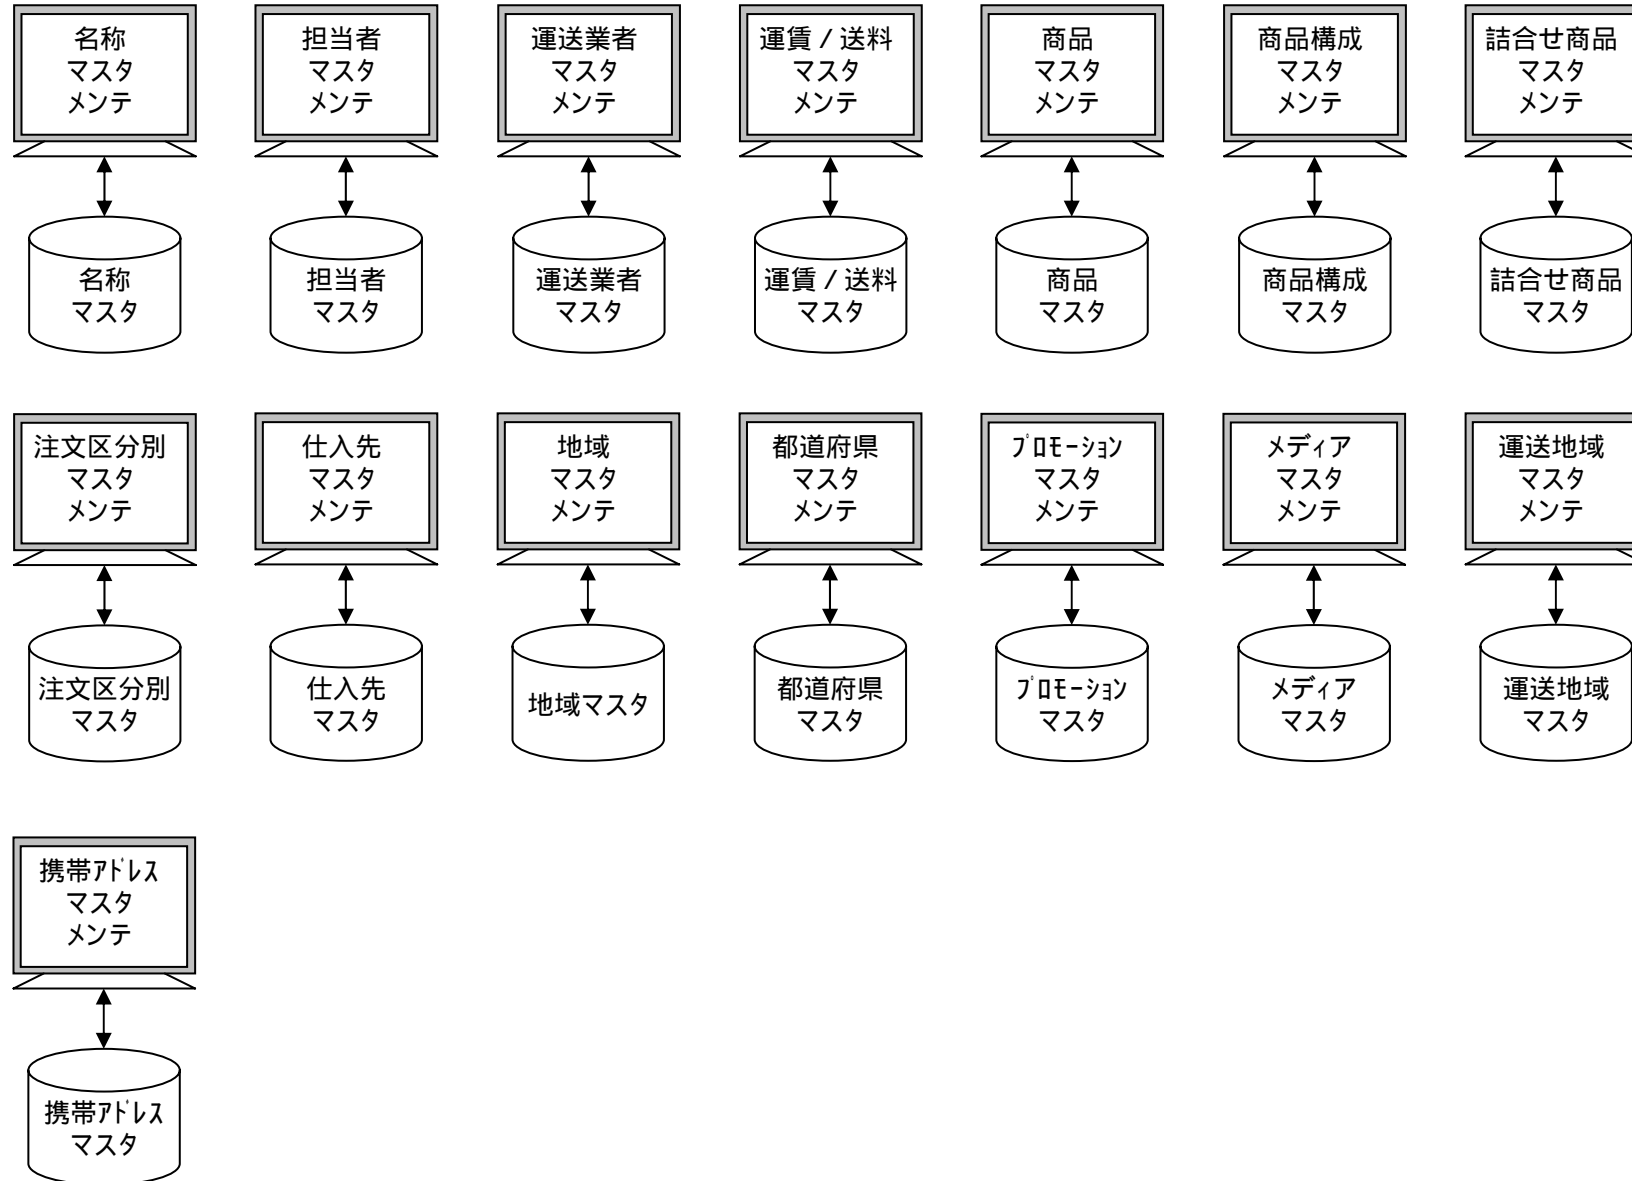 名称
マスタ
メンテ
担当者
マスタ
メンテ
運送業者
マスタ
メンテ
運賃／送料
マスタ
メンテ
商品
マスタ
メンテ
商品構成
マスタ
メンテ
詰合せ商品
マスタ
メンテ
名称
マスタ
担当者
マスタ
運送業者
マスタ
運賃／送料
マスタ
商品
マスタ
商品構成
マスタ
詰合せ商品
マスタ
注文区分別
マスタ
メンテ
仕入先
マスタ
メンテ
地域
マスタ
メンテ
都道府県
マスタ
メンテ
ﾌﾟﾛﾓｰｼｮﾝ
マスタ
メンテ
メディア
マスタ
メンテ
運送地域
マスタ
メンテ
注文区分別
マスタ
仕入先
マスタ
地域マスタ
都道府県
マスタ
ﾌﾟﾛﾓｰｼｮﾝ
マスタ
メディア
マスタ
運送地域
マスタ
携帯ｱﾄﾞﾚｽ
マスタ
メンテ
携帯ｱﾄﾞﾚｽ
マスタ